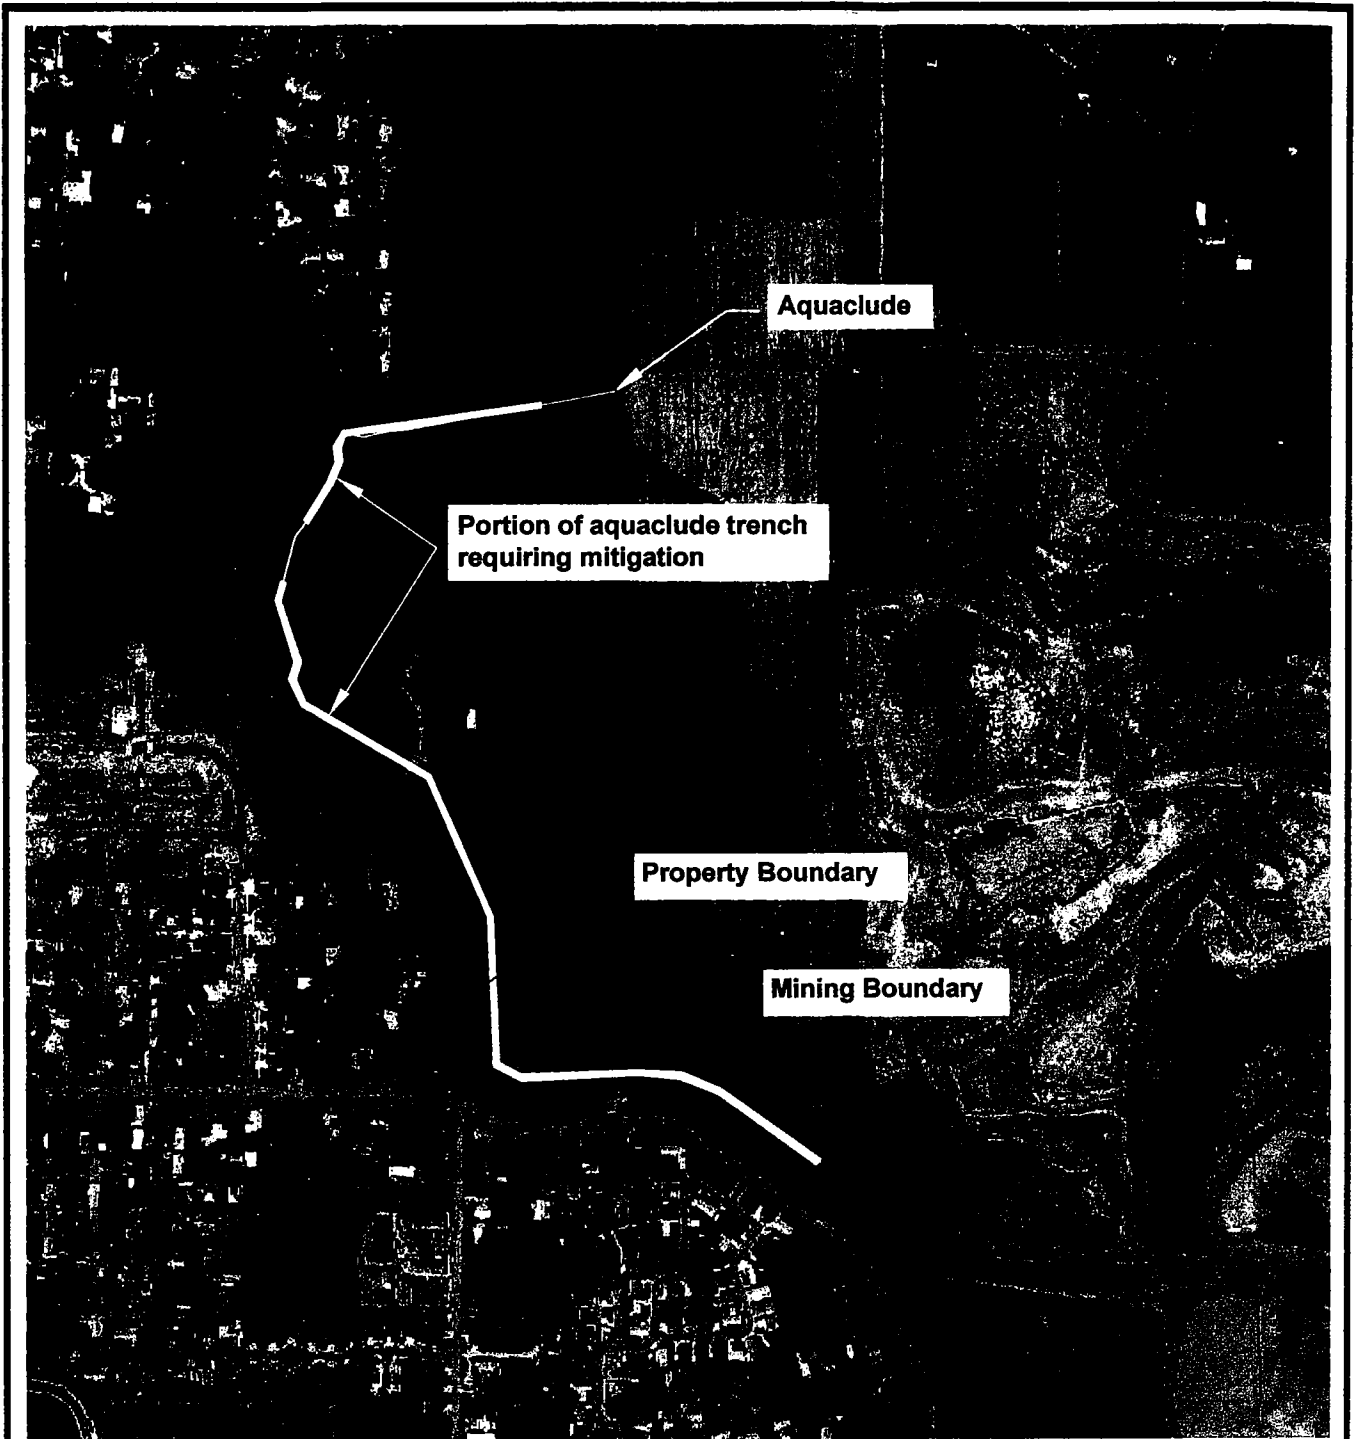 Aquaclude
Portion of aquaclude trench
requiring mitigation
Property Boundary
Mining Boundary